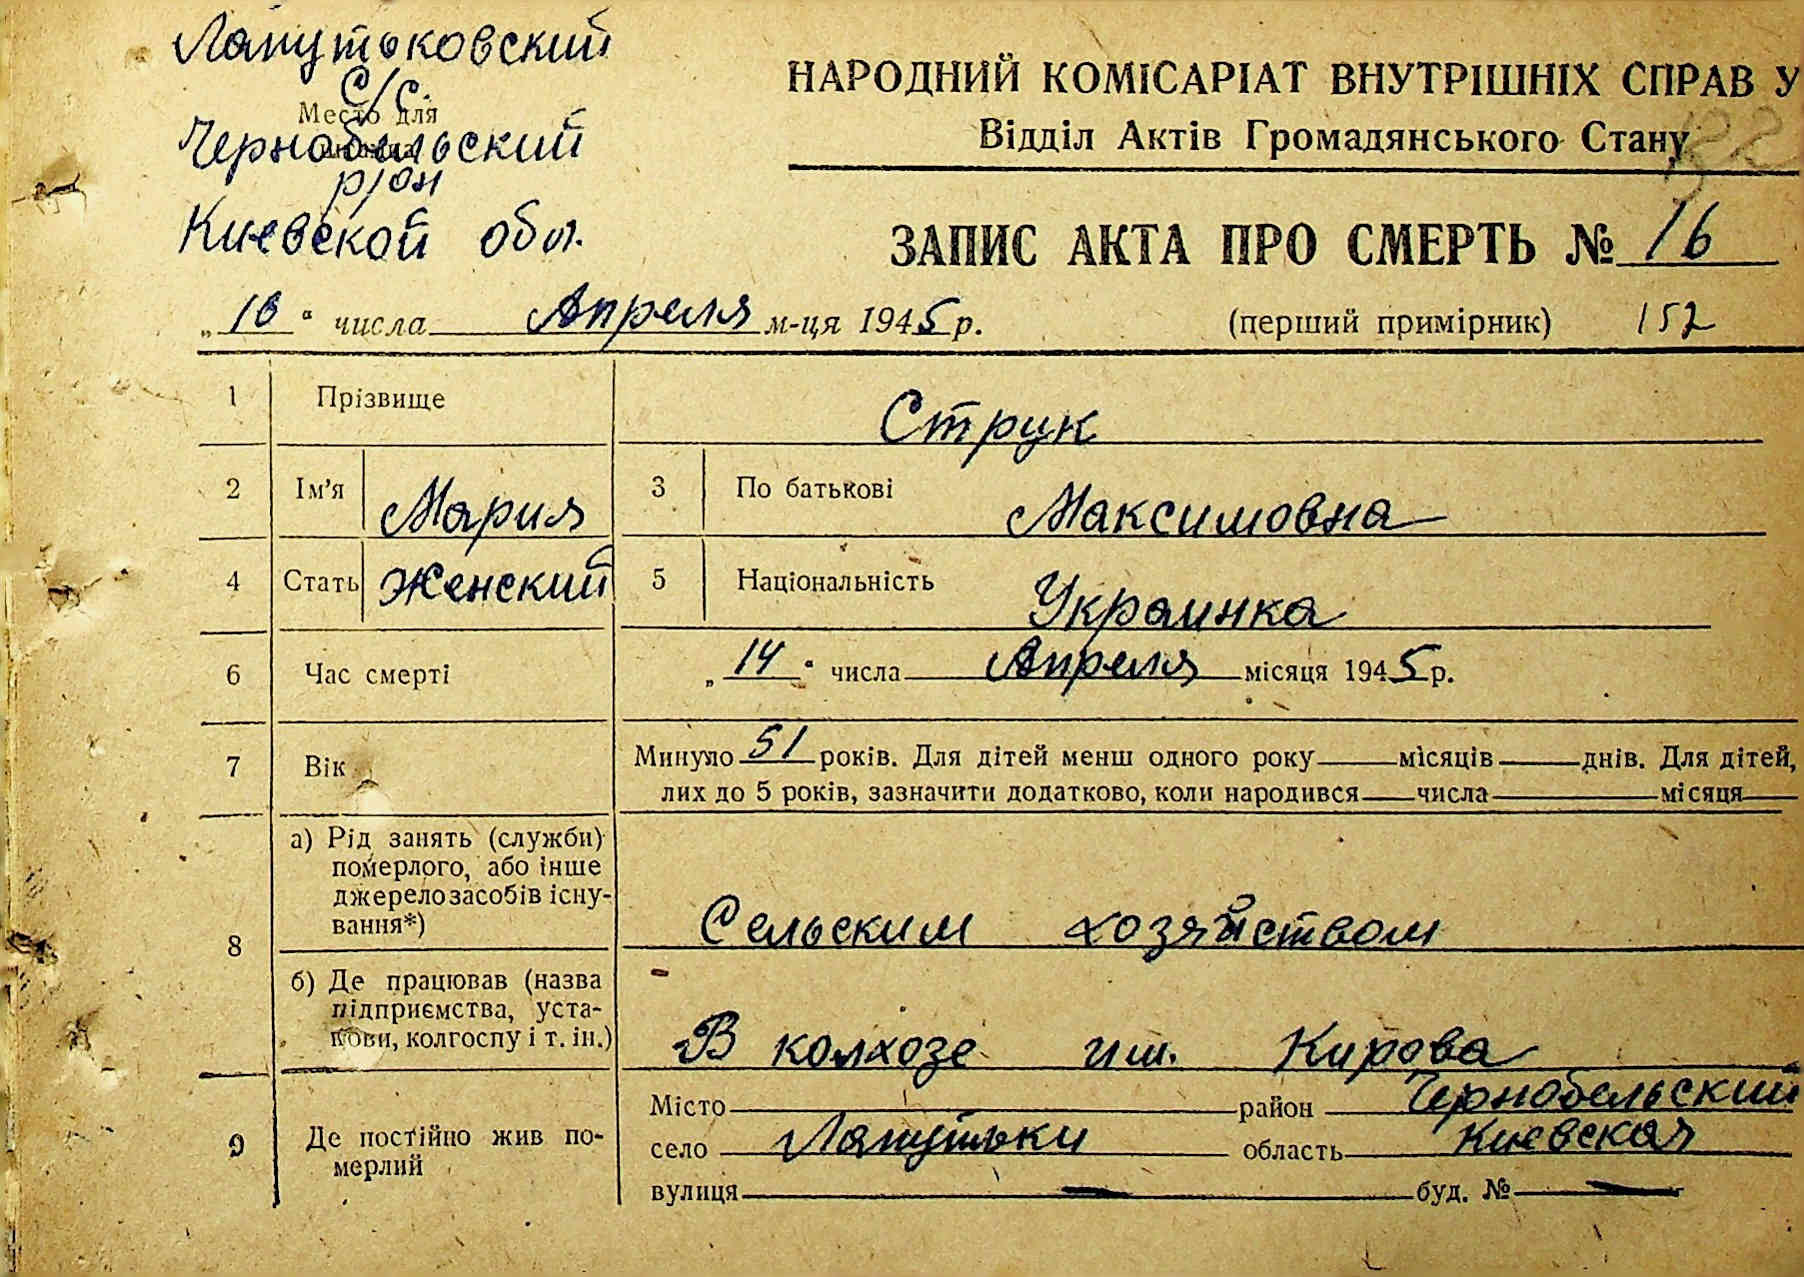 Лапутьковский
с/с.
Место для
Чернобильский
р/он
Киевской обл.
НАРОДНИЙ КОМІСАРІАТ ВНУТРІШНІХ СПРАВ У
Відділ Актів Громадянського Стану
ЗАПИС АКТА ПРО СМЕРТЬ № 16
„16“ числа Апреля м-ця 1945 р.
(перший примірник) 152
1 Прізвище Струк
2 Ім'я Мария 3 По батькові Максимовна
4 Стать Женский 5 Національність Украинка
6 Час смерті „14“ числа Апреля місяця 1945 р.
7 Вік Минуло 51 років. Для дітей менш одного року місяців днів. Для дітей,
лих до 5 років, зазначити додатково, коли народився числа місяця
8 а) Рід занять (служби)
померлого, або інше
джерело засобів існу-
вання*)
Сельским хозяйством
б) Де працював (назва
підприємства, уста-
нови, колгоспу і т. ін.)
В колхозе им. Кирова
9 Де постійно жив по-
мерлий
Місто район Чернобельский
село Лапутьки область Киевская
вулиця — буд. № —